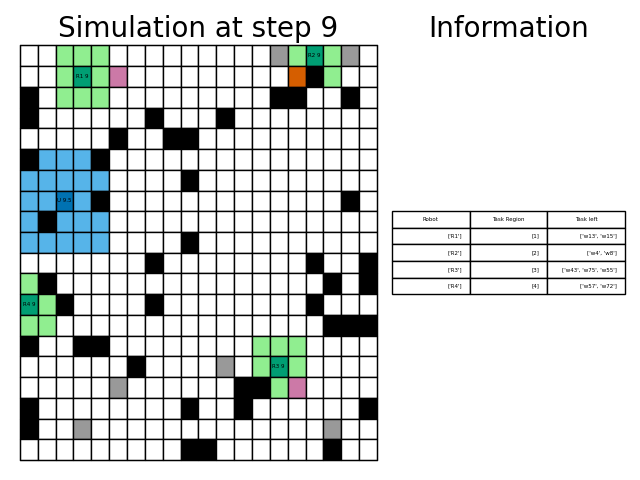 Simulation at step 9
Information
R2 9
R1 9
U 9.5
R4 9
R3 9
Robot Task Region Task left
['R1'] [1] ['w13', 'w15']
['R2'] [2] ['w4', 'w8']
['R3'] [3] ['w43', 'w75', 'w55']
['R4'] [4] ['w57', 'w72']